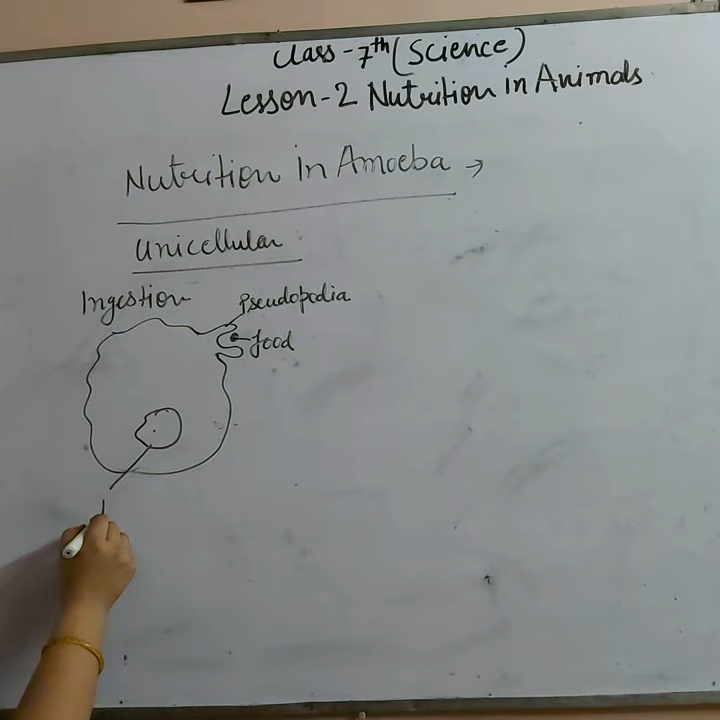 Class - 7th (Science)
Lesson-2 Nutrition in Animals
Nutrition in Amoeba →
Unicellular
Ingestion
Pseudopodia
food